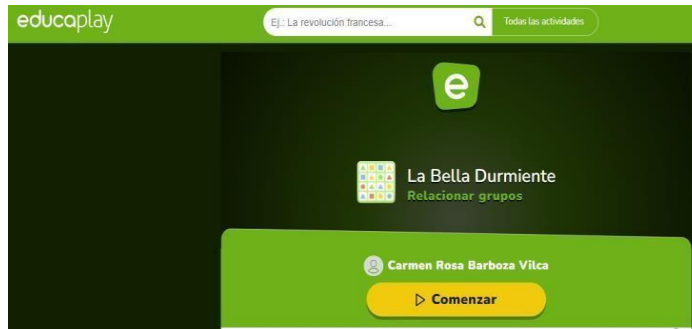 educaplay
Ej.: La revolución francesa...
Todas las actividades
e
La Bella Durmiente
Relacionar grupos
Carmen Rosa Barboza Vilca
Comenzar